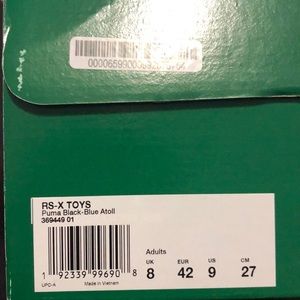 RS-X TOYS
Puma Black-Blue Atoll
369449 01
1 92339 99690 8
UPC-A
Made in Vietnam
Adults
UK EUR US CM
8 42 9 27